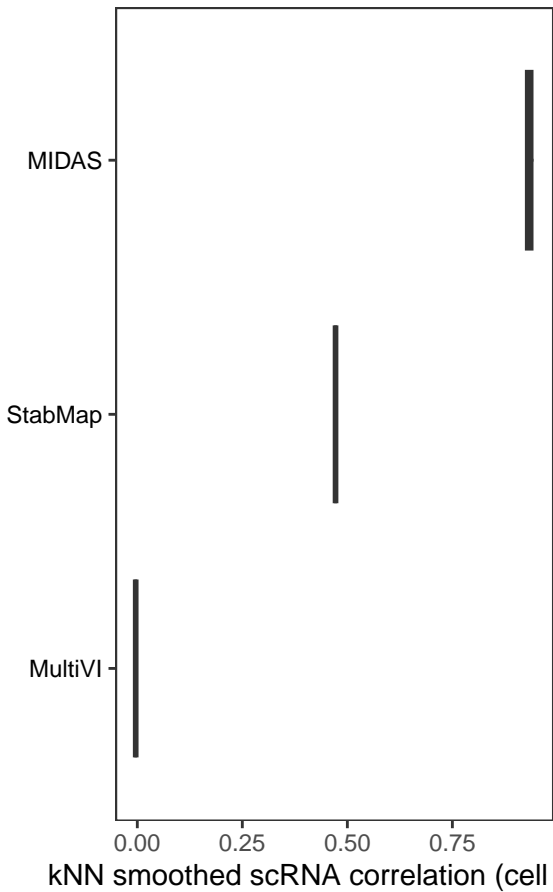 MIDAS
StabMap
MultiVI
0.00 0.25 0.50 0.75
kNN smoothed scRNA correlation (cell